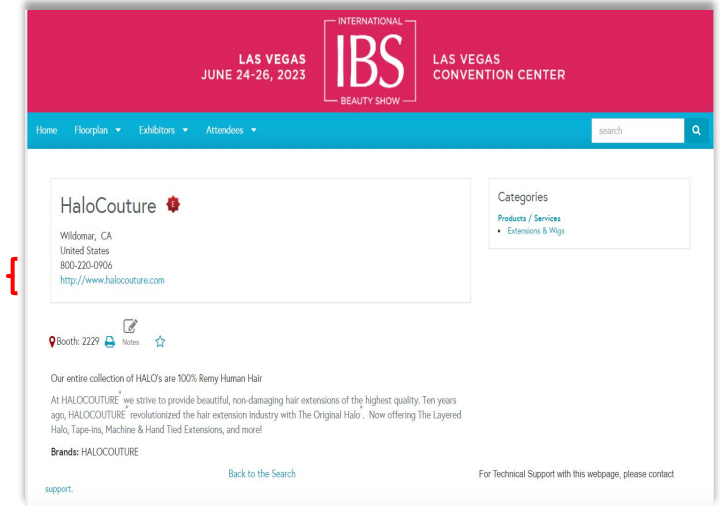 LAS VEGAS
JUNE 24-26, 2023
INTERNATIONAL
IBS
BEAUTY SHOW
LAS VEGAS
CONVENTION CENTER
Home Floorplan Exhibitors Attendees search
HaloCouture E
Wildomar, CA
United States
800-220-0906
http://www.halocouture.com
Categories
Products / Services
• Extensions & Wigs
Booth: 2229 Notes
Our entire collection of HALO's are 100% Remy Human Hair
At HALOCOUTURE® we strive to provide beautiful, non-damaging hair extensions of the highest quality. Ten years
ago, HALOCOUTURE® revolutionized the hair extension industry with The Original Halo®. Now offering The Layered
Halo, Tape-ins, Machine & Hand Tied Extensions, and more!
Brands: HALOCOUTURE
Back to the Search For Technical Support with this webpage, please contact
support.